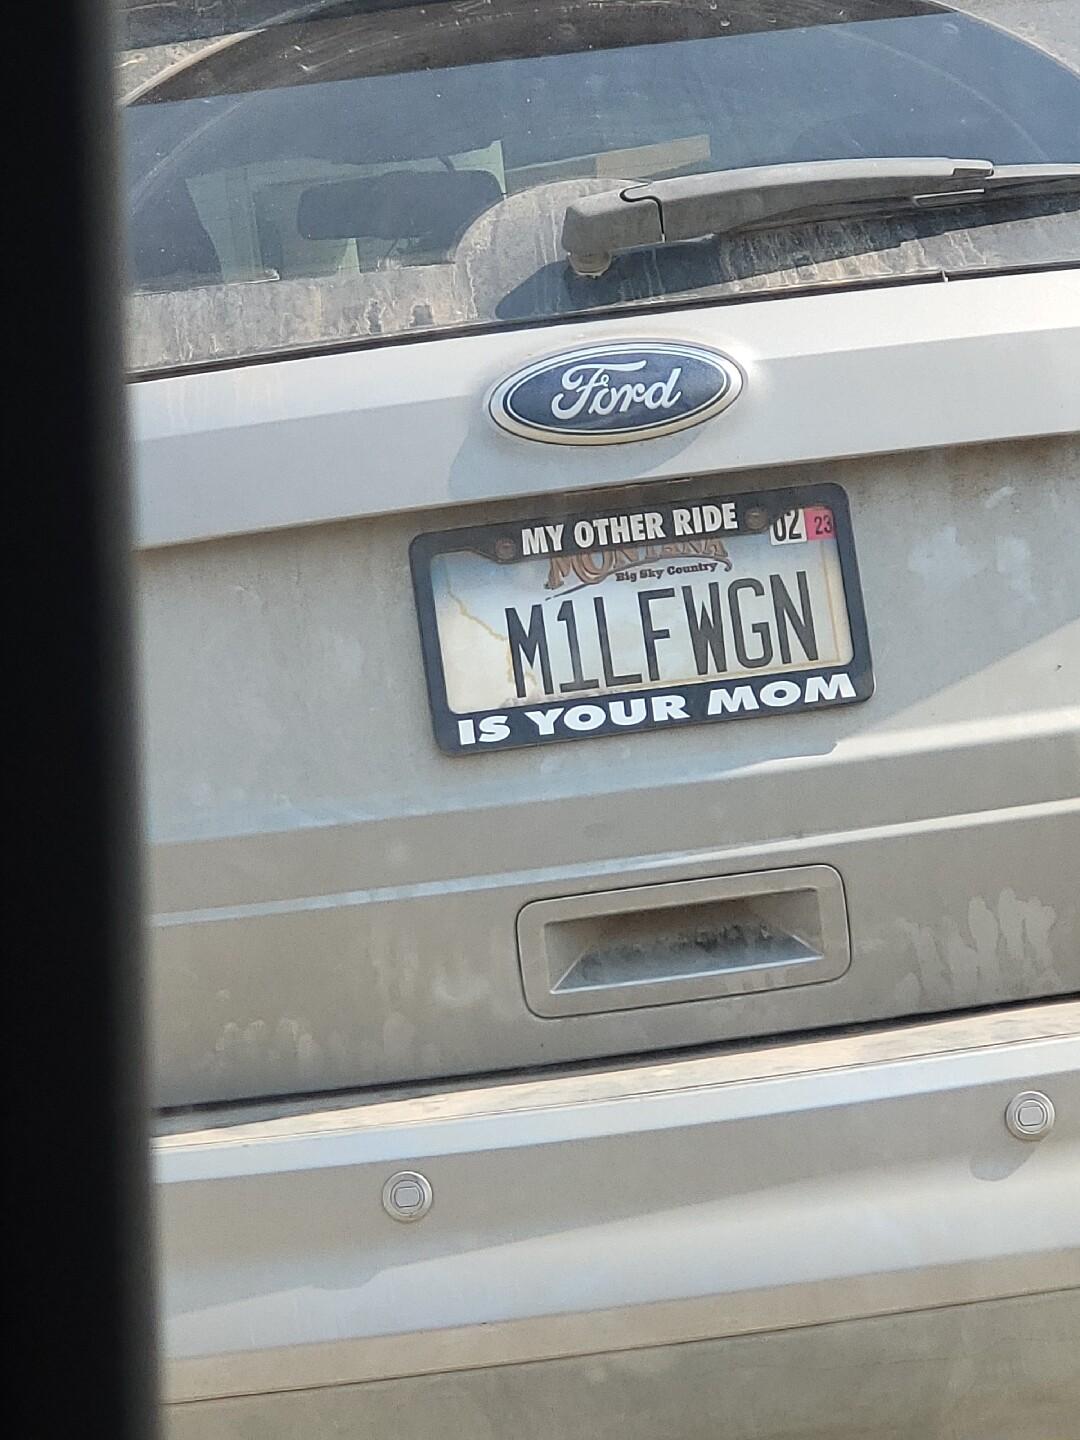 Ford
MY OTHER RIDE
02 23
MONTANA
Big Sky Country
M1LFWGN
IS YOUR MOM